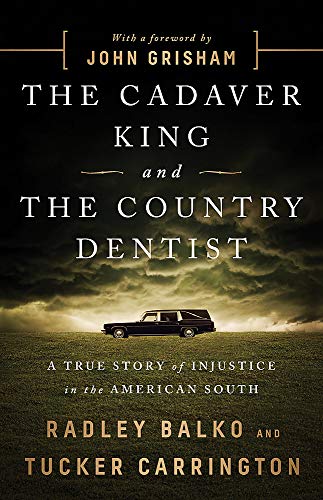 With a foreword by
JOHN GRISHAM
THE CADAVER
KING
and
THE COUNTRY
DENTIST
A TRUE STORY of INJUSTICE
in the AMERICAN SOUTH
RADLEY BALKO AND
TUCKER CARRINGTON